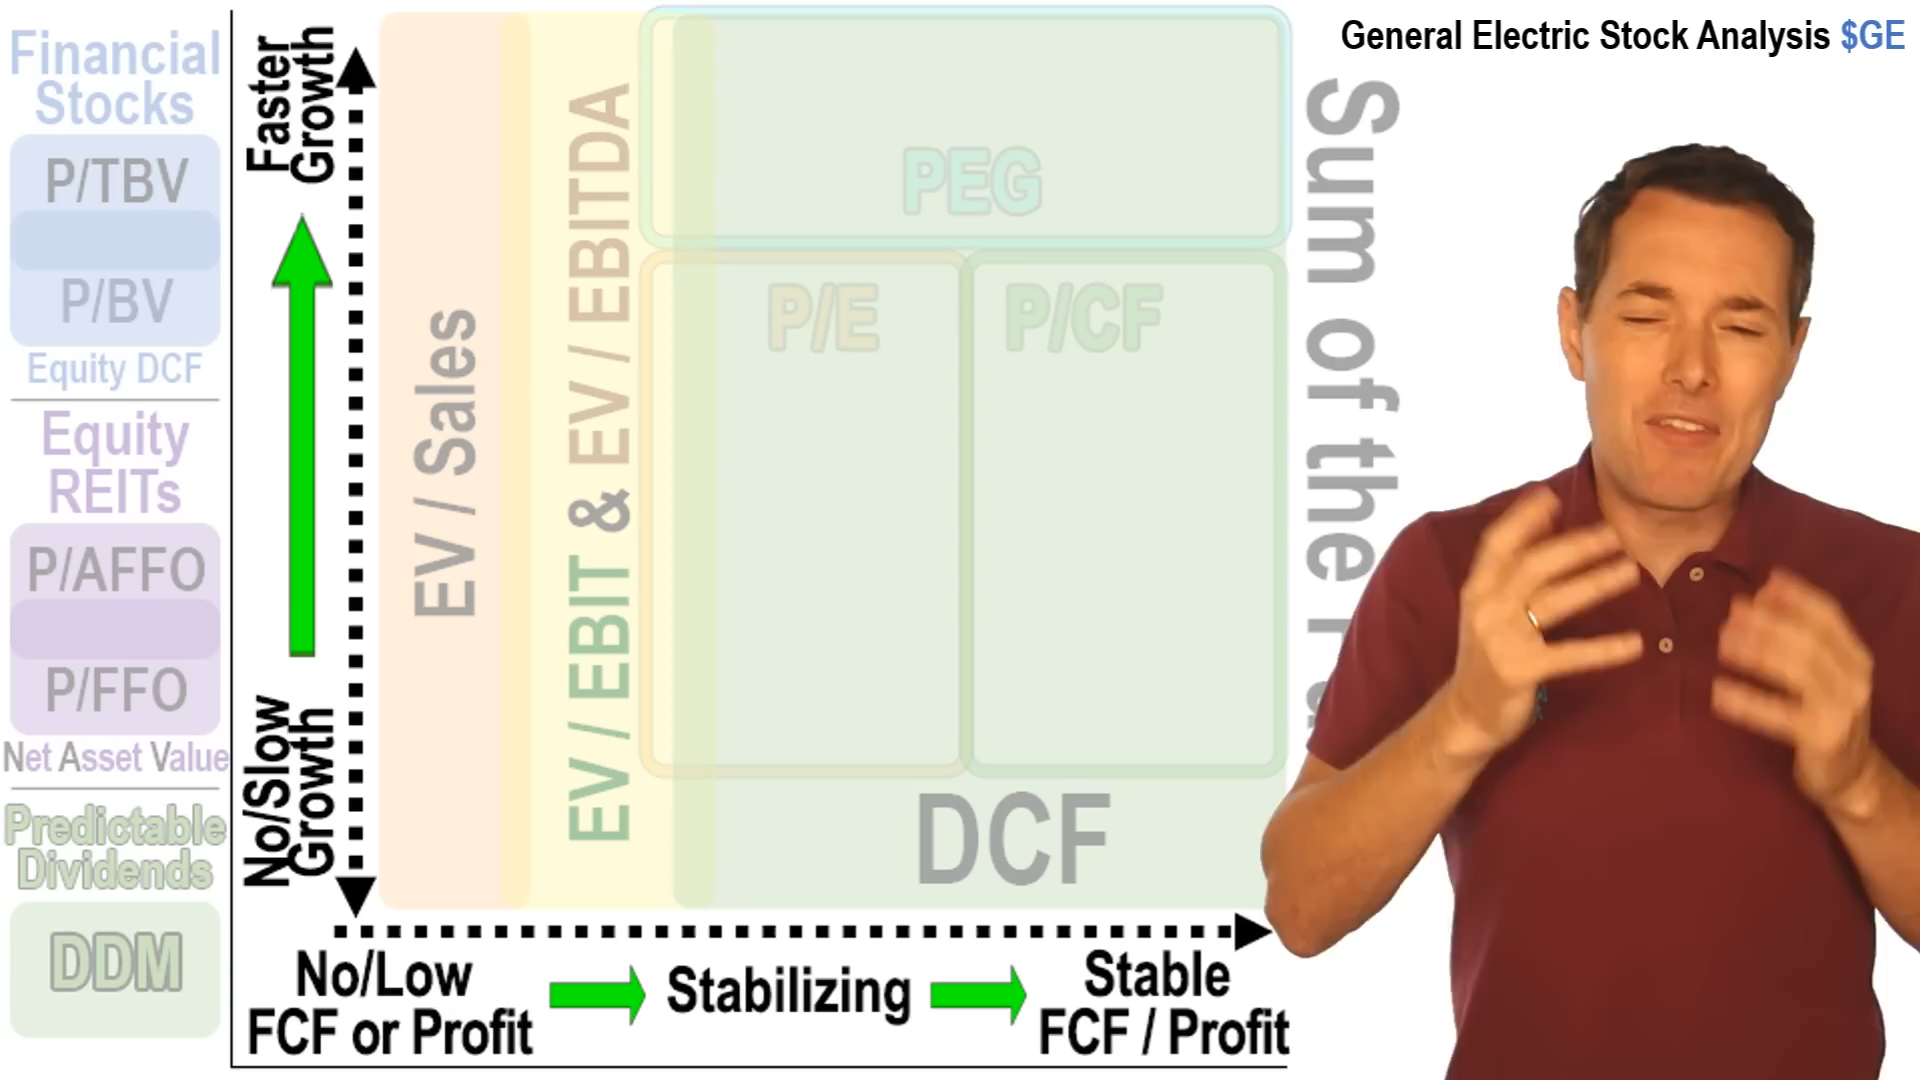 Financial
Stocks
P/TBV
P/BV
Equity DCF
Equity
REITs
P/AFFO
P/FFO
Net Asset Value
Predictable
Dividends
DDM
Faster
Growth
No/Slow
Growth
EV / Sales
EV / EBIT & EV / EBITDA
PEG
P/E
P/CF
DCF
No/Low
FCF or Profit
Stabilizing
Stable
FCF / Profit
General Electric Stock Analysis $GE
Sum of the